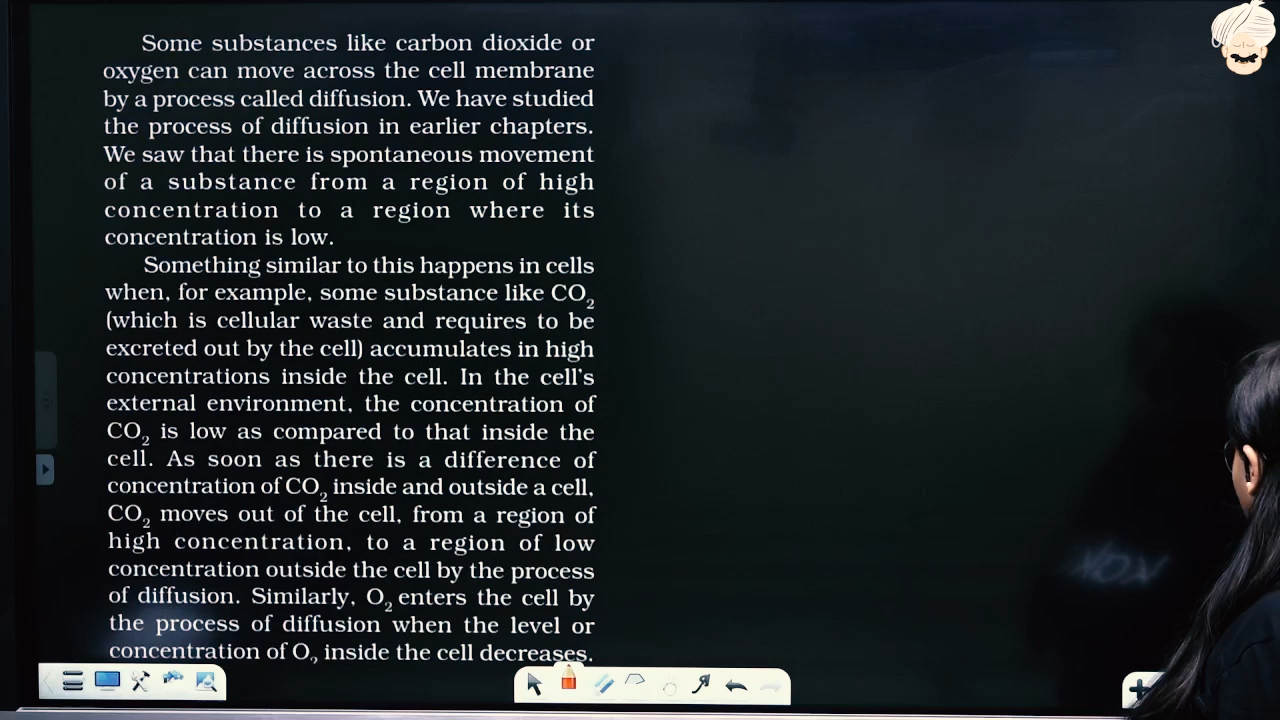 Some substances like carbon dioxide or
oxygen can move across the cell membrane
by a process called diffusion. We have studied
the process of diffusion in earlier chapters.
We saw that there is spontaneous movement
of a substance from a region of high
concentration to a region where its
concentration is low.
Something similar to this happens in cells
when, for example, some substance like CO₂
(which is cellular waste and requires to be
excreted out by the cell) accumulates in high
concentrations inside the cell. In the cell's
external environment, the concentration of
CO₂ is low as compared to that inside the
cell. As soon as there is a difference of
concentration of CO₂ inside and outside a cell,
CO₂ moves out of the cell, from a region of
high concentration, to a region of low
concentration outside the cell by the process
of diffusion. Similarly, O₂ enters the cell by
the process of diffusion when the level or
concentration of O₂ inside the cell decreases.